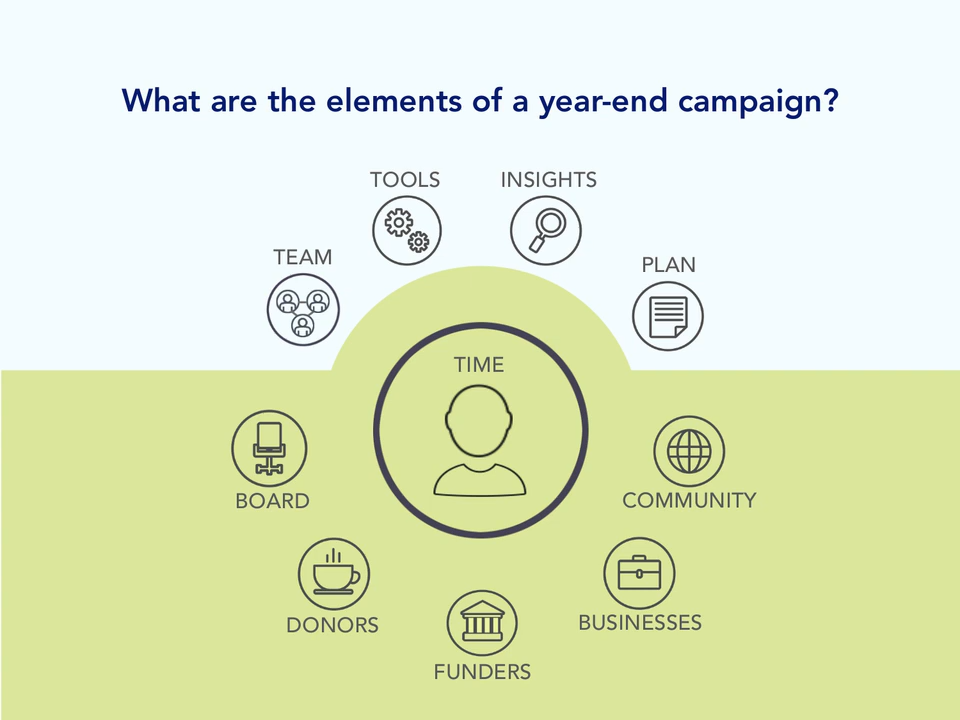 What are the elements of a year-end campaign?
TOOLS
INSIGHTS
TEAM
PLAN
TIME
BOARD
COMMUNITY
DONORS
BUSINESSES
FUNDERS